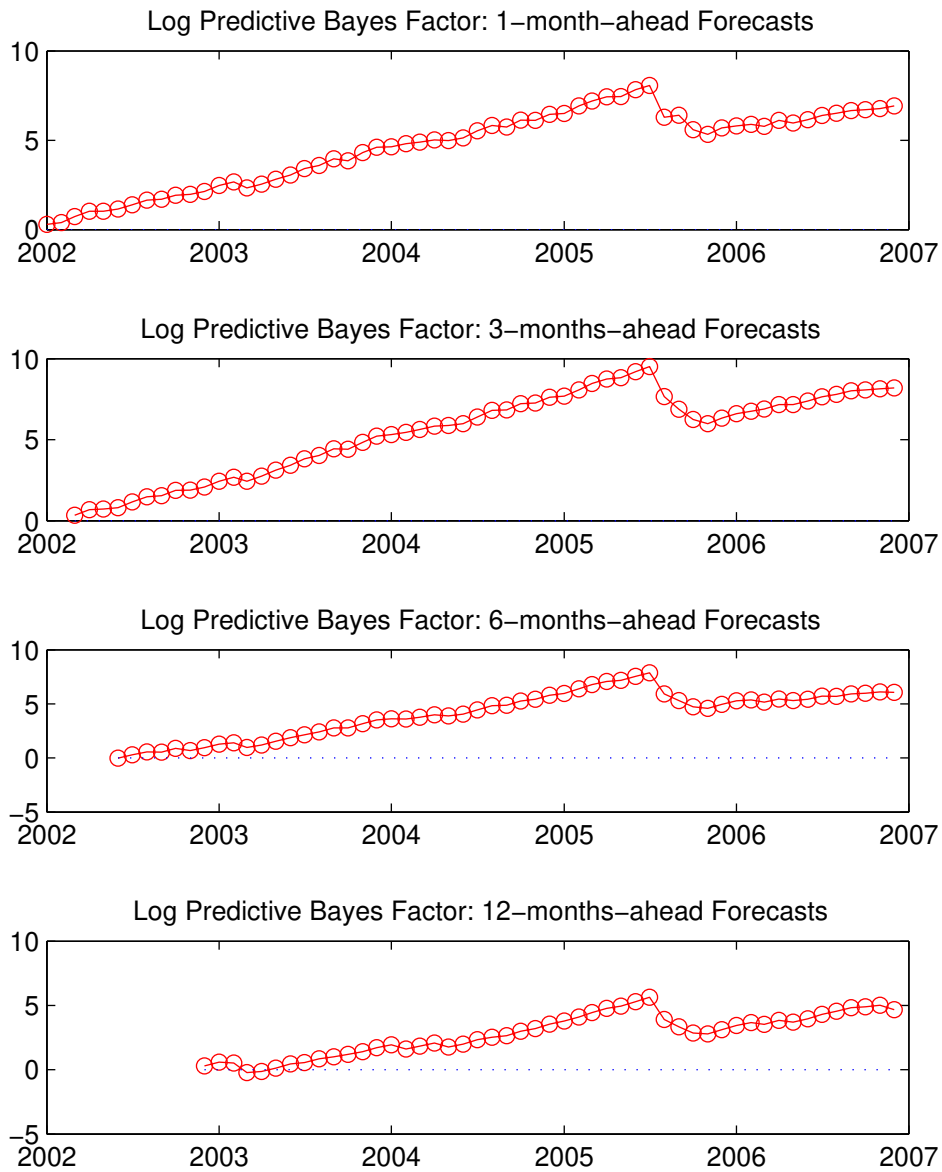 Log Predictive Bayes Factor: 1−month−ahead Forecasts
10
5
0
2002 2003 2004 2005 2006 2007
Log Predictive Bayes Factor: 3−months−ahead Forecasts
10
5
0
2002 2003 2004 2005 2006 2007
Log Predictive Bayes Factor: 6−months−ahead Forecasts
10
5
0
−5
2002 2003 2004 2005 2006 2007
Log Predictive Bayes Factor: 12−months−ahead Forecasts
10
5
0
−5
2002 2003 2004 2005 2006 2007